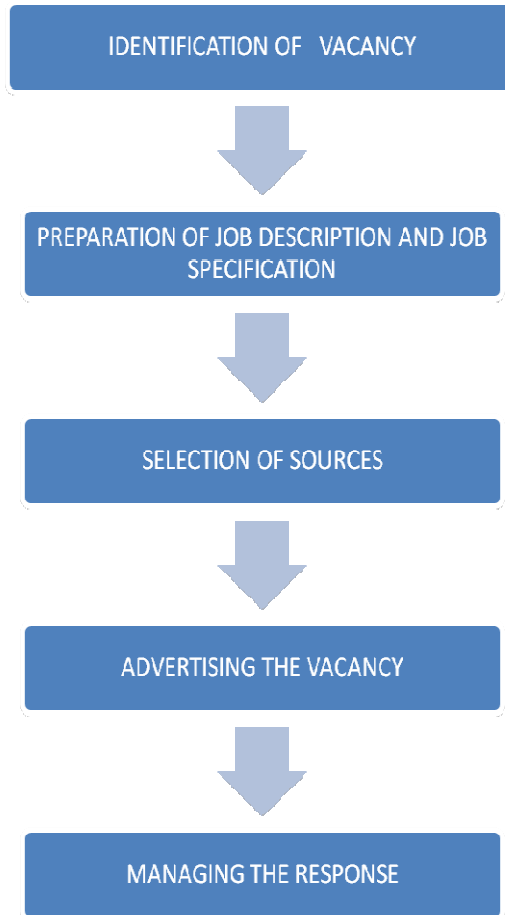 IDENTIFICATION OF VACANCY
PREPARATION OF JOB DESCRIPTION AND JOB
SPECIFICATION
SELECTION OF SOURCES
ADVERTISING THE VACANCY
MANAGING THE RESPONSE